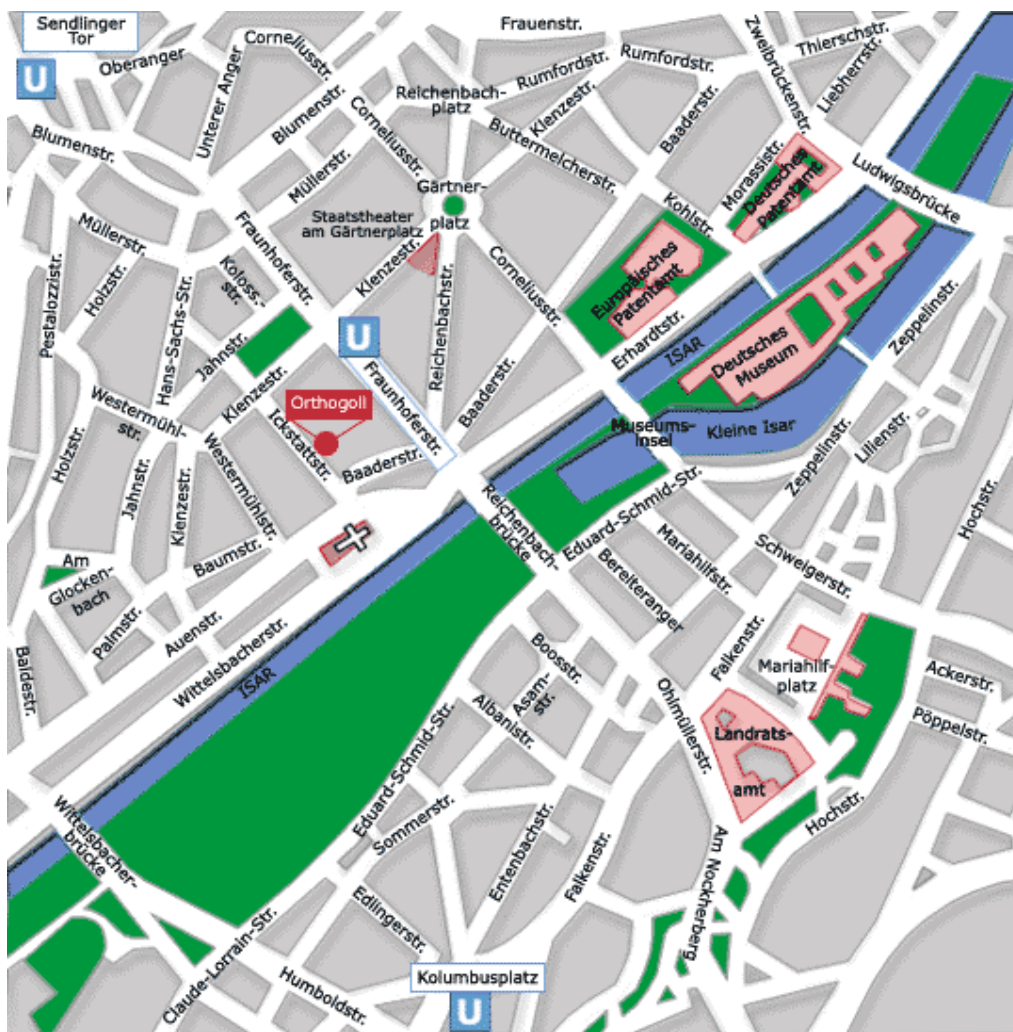 Sendlinger
Tor
U
Oberanger
Corneliusstr.
Unterer Anger
Blumenstr.
Frauenstr.
Rumfordstr.
Rumfordstr.
Zweibrückenstr.
Thierschstr.
Liebherrstr.
Reichenbach-
platz
Klenzestr.
Baaderstr.
Buttermelcherstr.
Corneliusstr.
Blumenstr.
Müllerstr.
Morassistr.
Deutsches
Patentamt
Ludwigsbrücke
Gärtner-
platz
Staatstheater
am Gärtnerplatz
Kohlstr.
Müllerstr.
Holzstr.
Pestalozzistr.
Hans-Sachs-Str.
Koloss-
str.
Fraunhoferstr.
Klenzestr.
Reichenbachstr.
Corneliusstr.
Europäisches
Patentamt
Erhardtstr.
ISAR
Deutsches
Museum
Zeppelinstr.
U
Jahnstr.
Klenzestr.
Fraunhoferstr.
Baaderstr.
Orthogoll
Ickstattstr.
Baaderstr.
Westermühl-
str.
Westermühlstr.
Museums-
insel
Kleine Isar
Zeppelinstr.
Lilienstr.
Hochstr.
Holzstr.
Jahnstr.
Klenzestr.
Baumstr.
Reichenbach-
brücke
Eduard-Schmid-Str.
Mariahilfstr.
Schweigerstr.
Bereiteranger
Am
Glockenbach
bach
Palmstr.
Auenstr.
Wittelsbacherstr.
ISAR
Baldestr.
Boosstr.
Asam-
str.
Albanistr.
Ohlmüllerstr.
Falkenstr.
Mariahilf-
platz
Ackerstr.
Pöppelstr.
Landrats-
amt
Eduard-Schmid-Str.
Sommerstr.
Hochstr.
Wittelsbacher-
brücke
Entenbachstr.
Falkenstr.
Am Nockherberg
Edlingerstr.
Claude-Lorrain-Str.
Humboldstr.
Kolumbusplatz
U